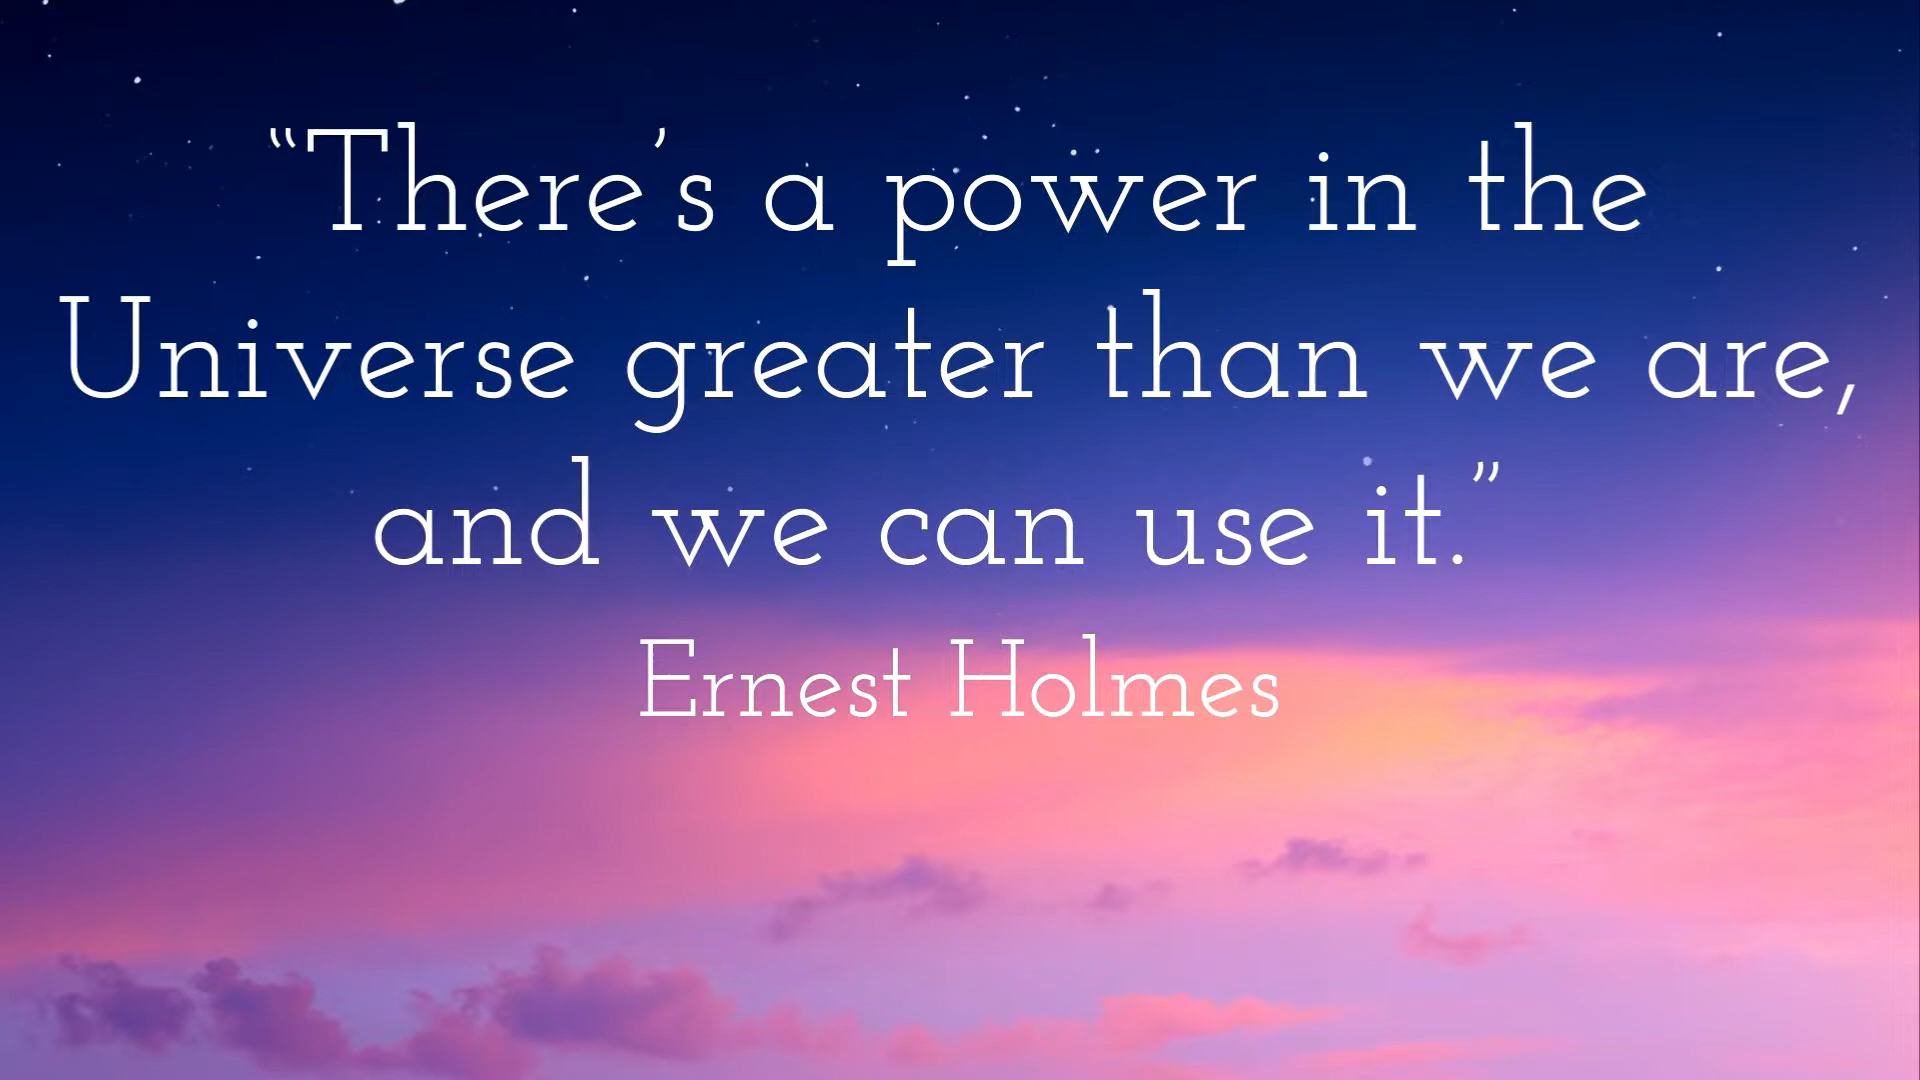 “There’s a power in the
Universe greater than we are,
and we can use it.”
Ernest Holmes